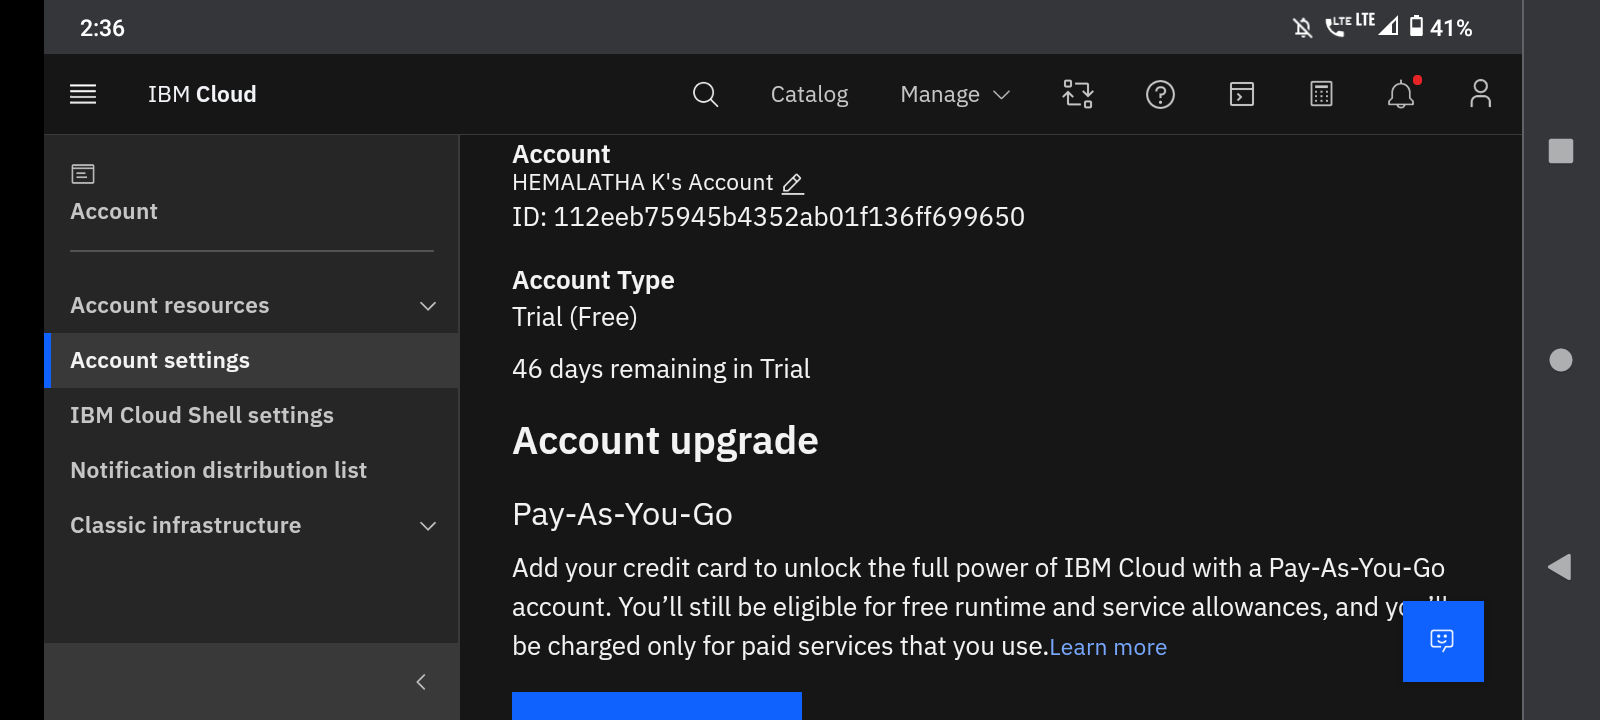 2:36
LTE LTE 41%
IBM Cloud
Catalog
Manage
Account
Account resources
Account settings
IBM Cloud Shell settings
Notification distribution list
Classic infrastructure
Account
HEMALATHA K's Account
ID: 112eeb75945b4352ab01f136ff699650
Account Type
Trial (Free)
46 days remaining in Trial
Account upgrade
Pay-As-You-Go
Add your credit card to unlock the full power of IBM Cloud with a Pay-As-You-Go
account. You’ll still be eligible for free runtime and service allowances, and you’ll
be charged only for paid services that you use.Learn more